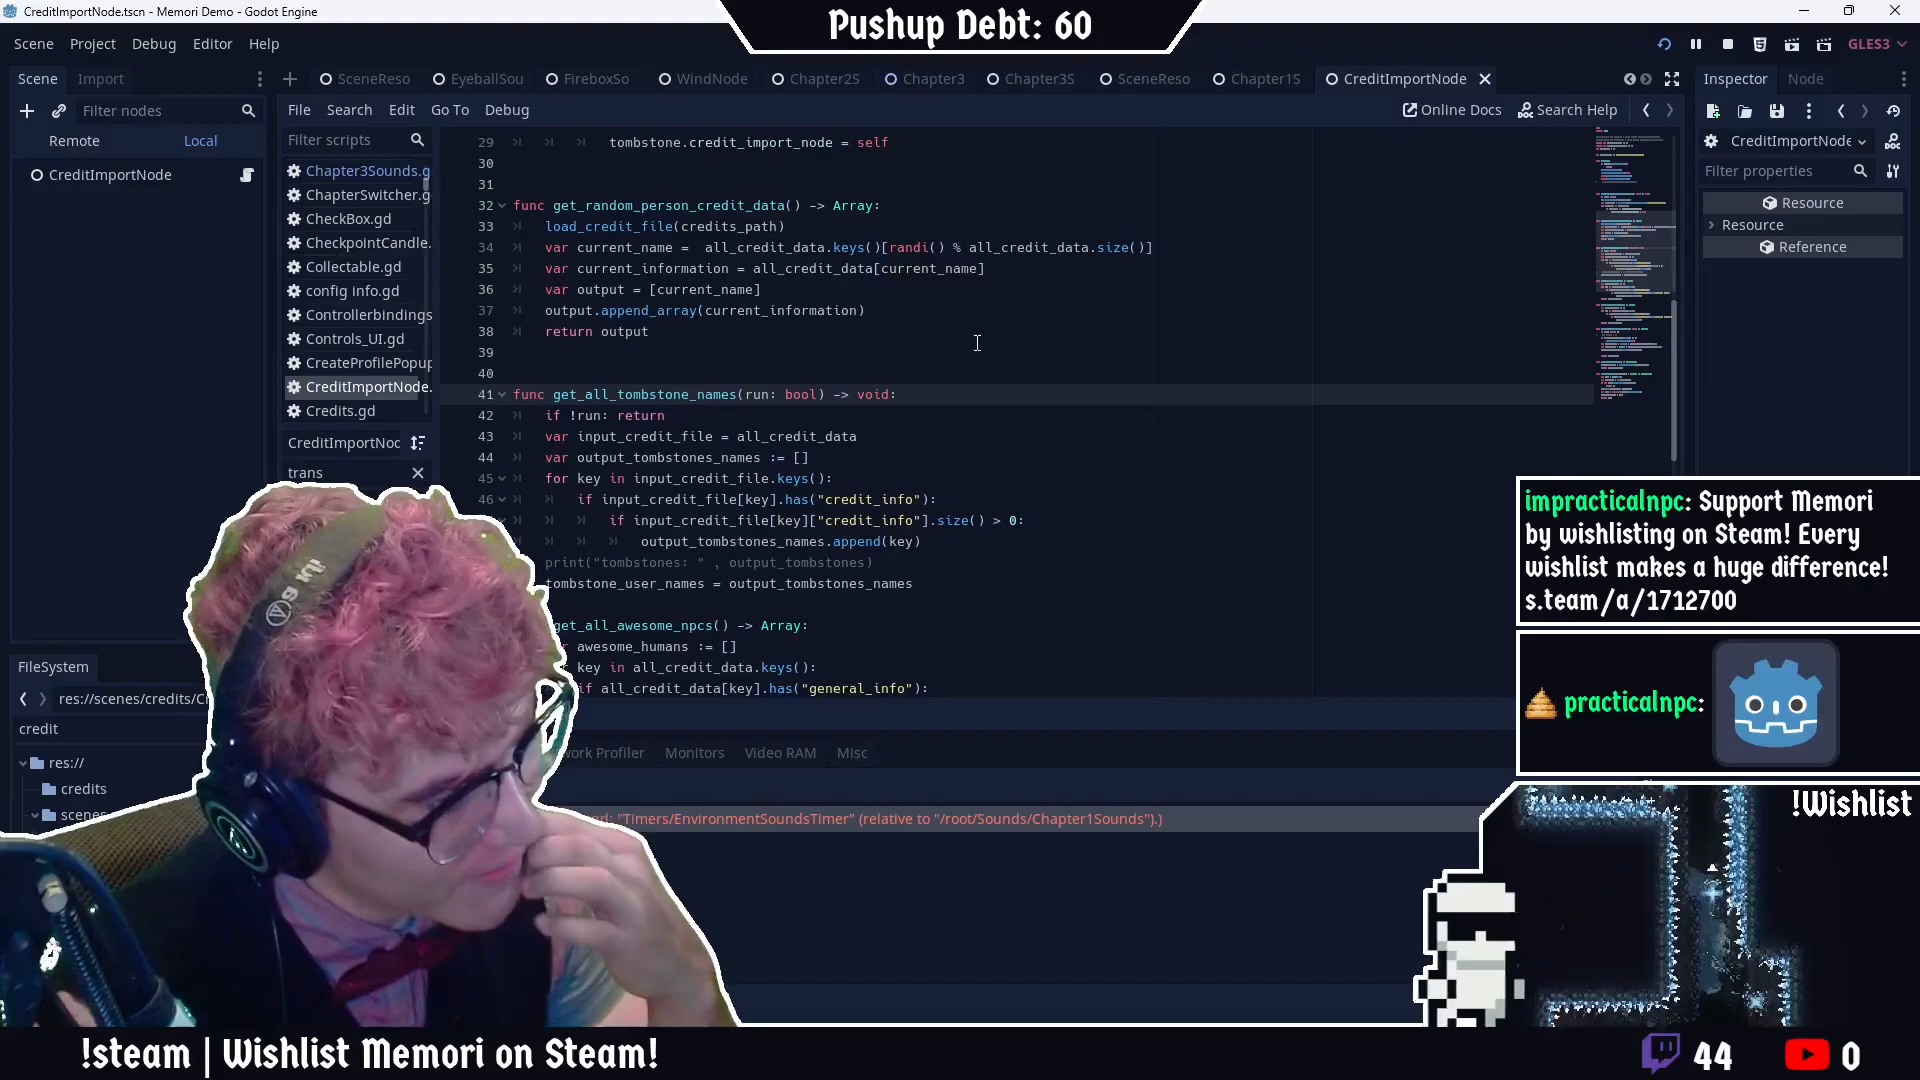 CreditImportNode.tscn - Memori Demo - Godot Engine
Pushup Debt: 60
Scene Project Debug Editor Help
GLES3
Scene Import
SceneReso EyeballSou FireboxSo WindNode Chapter2S Chapter3 Chapter3S SceneReso Chapter1S CreditImportNode
Inspector Node
Filter nodes
File Search Edit Go To Debug
Online Docs Search Help
Remote Local
Filter scripts
CreditImportNode
CreditImportNode
Filter properties
Resource
Resource
Reference
Chapter3Sounds.g
ChapterSwitcher.g
CheckBox.gd
CheckpointCandle.
Collectable.gd
config info.gd
Controllerbindings
Controls_UI.gd
CreateProfilePopup
CreditImportNode.
Credits.gd
CreditImportNod
trans
29 tombstone.credit_import_node = self
30
31
32 func get_random_person_credit_data() -> Array:
33 load_credit_file(credits_path)
34 var current_name =  all_credit_data.keys()[randi() % all_credit_data.size()]
35 var current_information = all_credit_data[current_name]
36 var output = [current_name]
37 output.append_array(current_information)
38 return output
39
40
41 func get_all_tombstone_names(run: bool) -> void:
42 if !run: return
43 var input_credit_file = all_credit_data
44 var output_tombstones_names := []
45 for key in input_credit_file.keys():
46 if input_credit_file[key].has("credit_info"):
if input_credit_file[key]["credit_info"].size() > 0:
output_tombstones_names.append(key)
print("tombstones: " , output_tombstones)
tombstone_user_names = output_tombstones_names
get_all_awesome_npcs() -> Array:
awesome_humans := []
key in all_credit_data.keys():
if all_credit_data[key].has("general_info"):
FileSystem
res://scenes/credits/Cr
credit
res://
credits
scenes
work Profiler Monitors Video RAM Misc
"Timers/EnvironmentSoundsTimer" (relative to "/root/Sounds/Chapter1Sounds").)
impracticalnpc: Support Memori
by wishlisting on Steam! Every
wishlist makes a huge difference!
s.team/a/1712700
practicalnpc:
!Wishlist
!steam | Wishlist Memori on Steam!
44
0